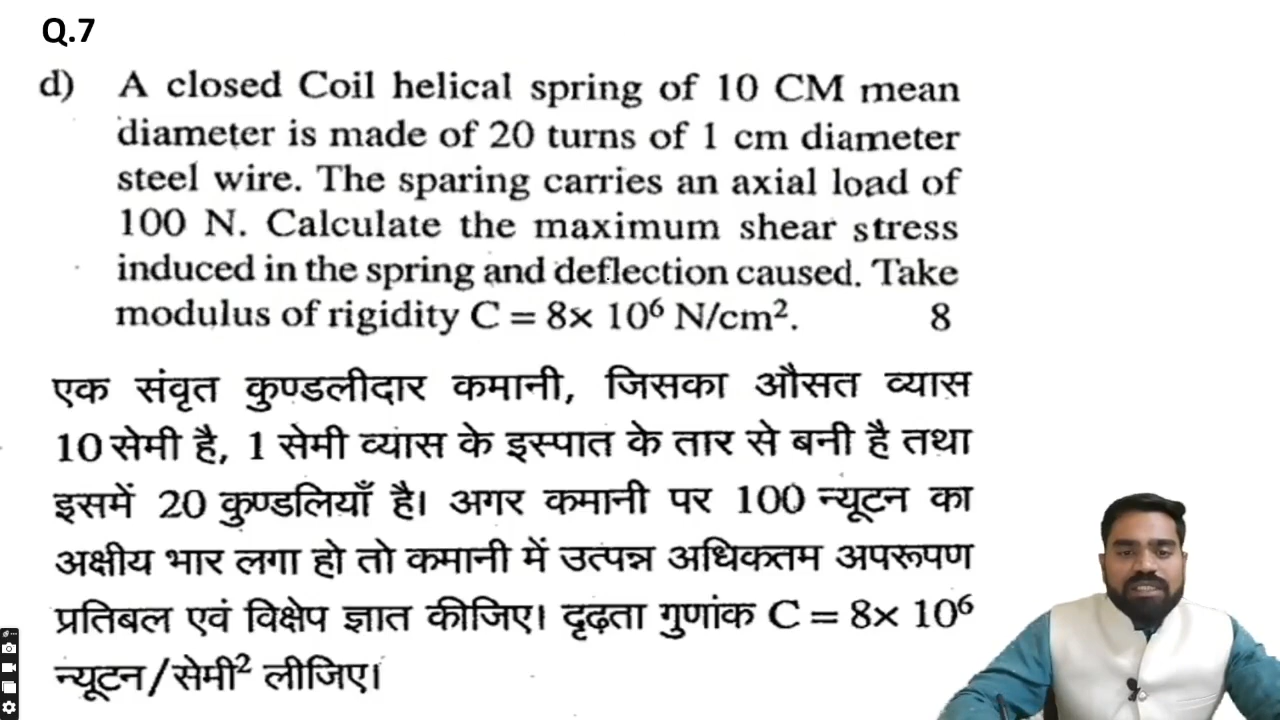 Q.7
d) A closed Coil helical spring of 10 CM mean
diameter is made of 20 turns of 1 cm diameter
steel wire. The sparing carries an axial load of
100 N. Calculate the maximum shear stress
induced in the spring and deflection caused. Take
modulus of rigidity C = 8× 10⁶ N/cm². 8
एक संवृत कुण्डलीदार कमानी, जिसका औसत व्यास
10 सेमी है, 1 सेमी व्यास के इस्पात के तार से बनी है तथा
इसमें 20 कुण्डलियाँ है। अगर कमानी पर 100 न्यूटन का
अक्षीय भार लगा हो तो कमानी में उत्पन्न अधिकतम अपरूपण
प्रतिबल एवं विक्षेप ज्ञात कीजिए। दृढ़ता गुणांक C = 8× 10⁶
न्यूटन/सेमी² लीजिए।